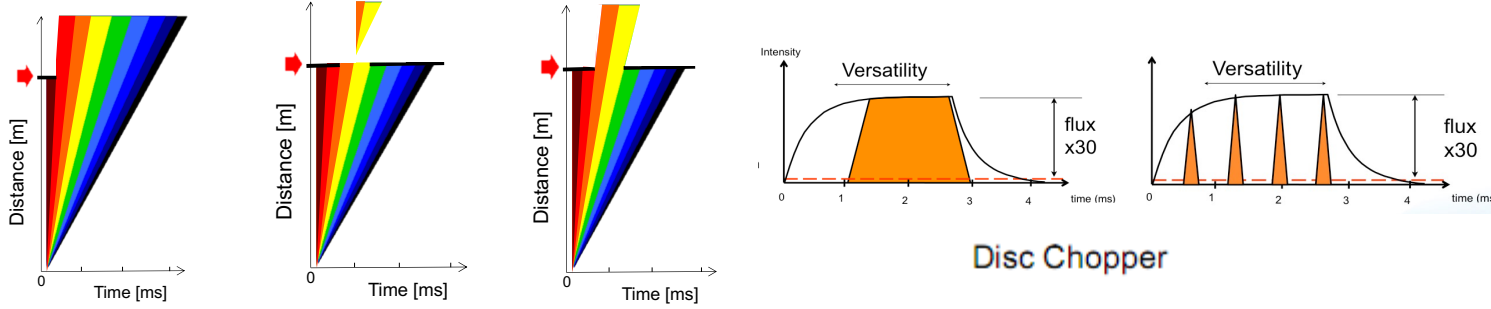 Distance [m]
0
Time [ms]
Distance [m]
0
Time [ms]
Distance [m]
0
Time [ms]
Intensity
Versatility
flux
x30
0 1 2 3 4 time (ms)
Versatility
flux
x30
0 1 2 3 4 time (ms)
Disc Chopper